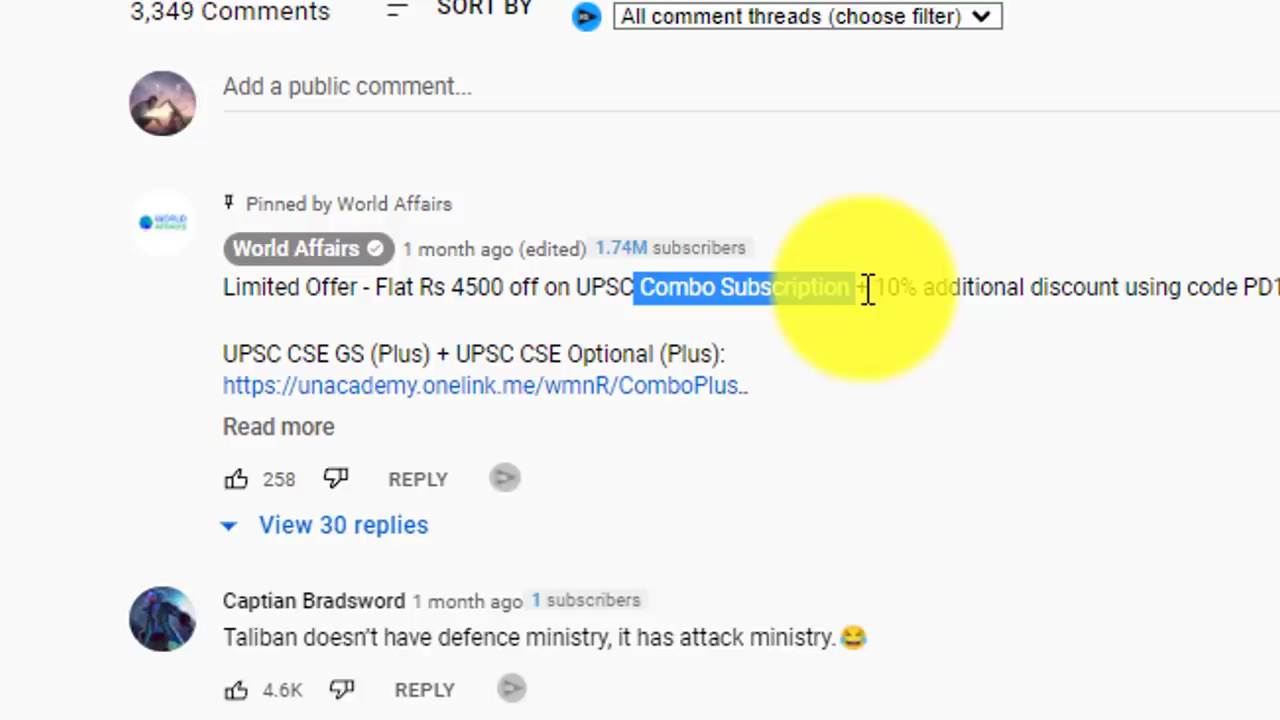 3,349 Comments SORT BY All comment threads (choose filter)
Add a public comment...
Pinned by World Affairs
WORLD AFFAIRS
World Affairs 1 month ago (edited) 1.74M subscribers
Limited Offer - Flat Rs 4500 off on UPSC Combo Subscription + 10% additional discount using code PD1
UPSC CSE GS (Plus) + UPSC CSE Optional (Plus):
https://unacademy.onelink.me/wmnR/ComboPlus..
Read more
258 REPLY
View 30 replies
Captian Bradsword 1 month ago 1 subscribers
Taliban doesn't have defence ministry, it has attack ministry.😂
4.6K REPLY